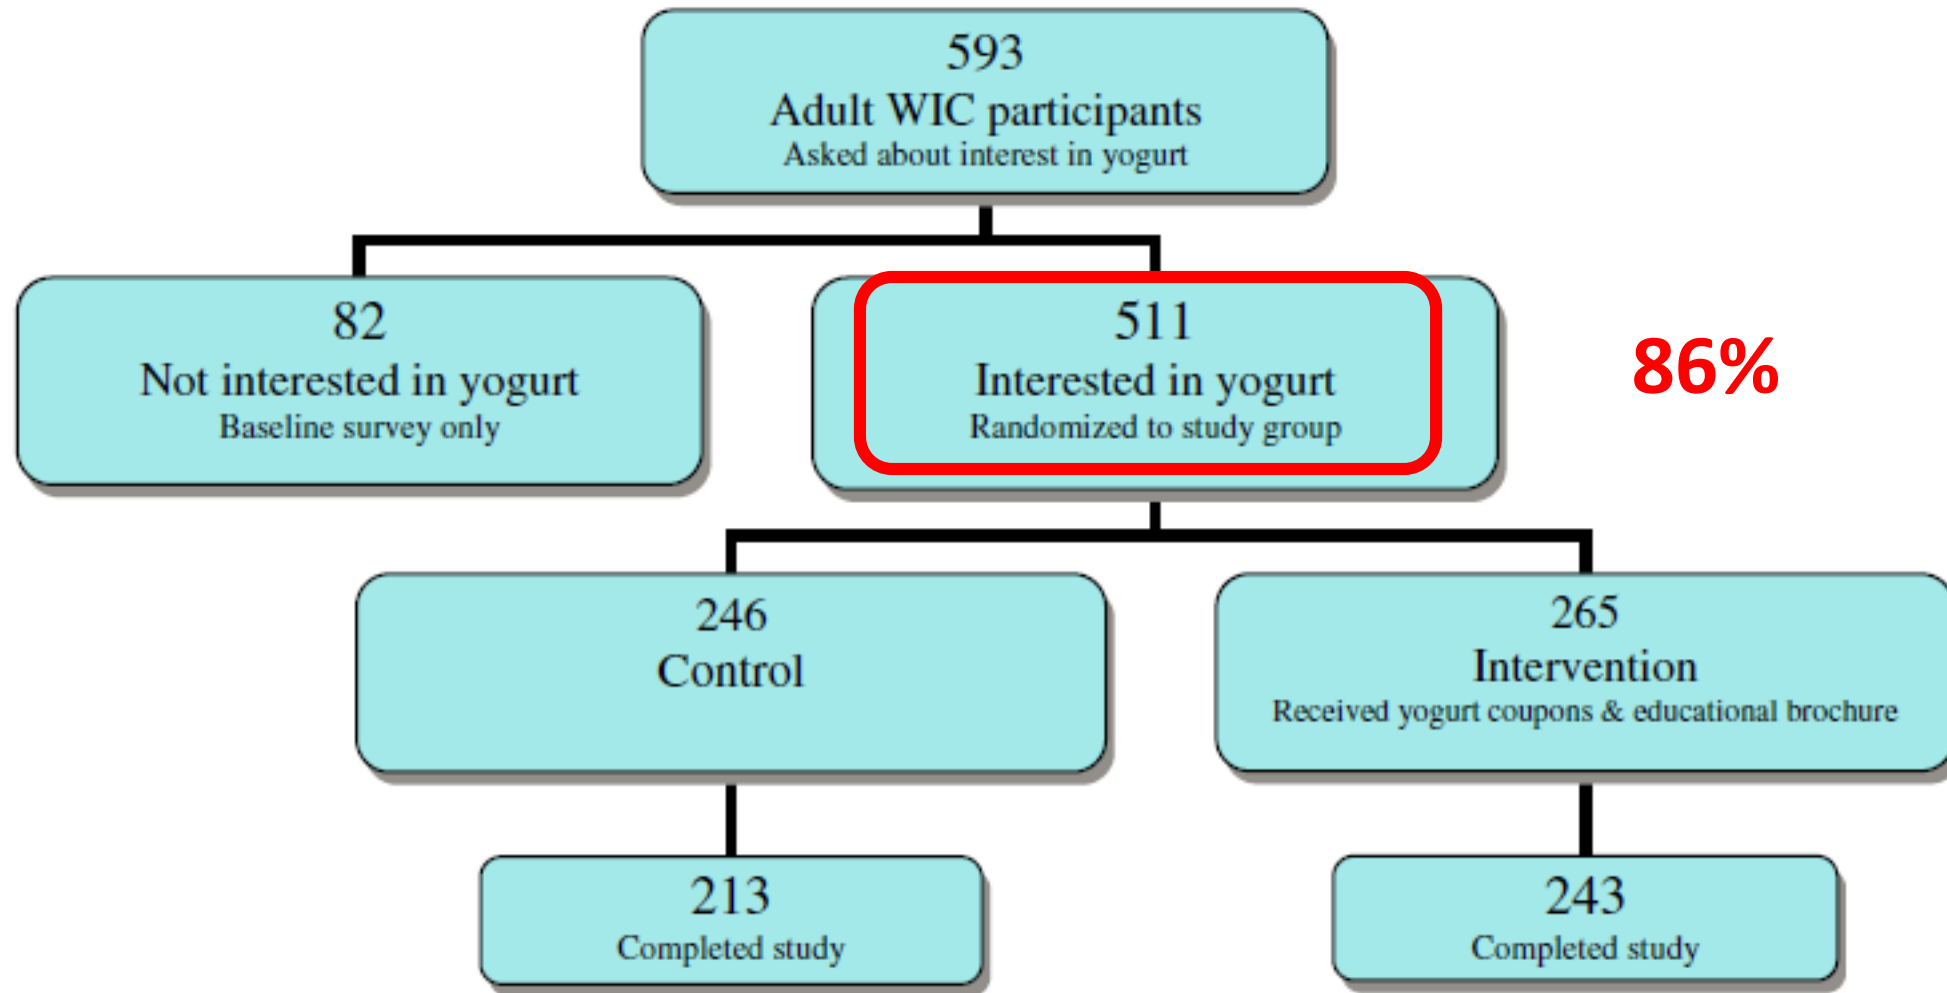 593
Adult WIC participants
Asked about interest in yogurt
82
Not interested in yogurt
Baseline survey only
511
Interested in yogurt
Randomized to study group
86%
246
Control
265
Intervention
Received yogurt coupons & educational brochure
213
Completed study
243
Completed study